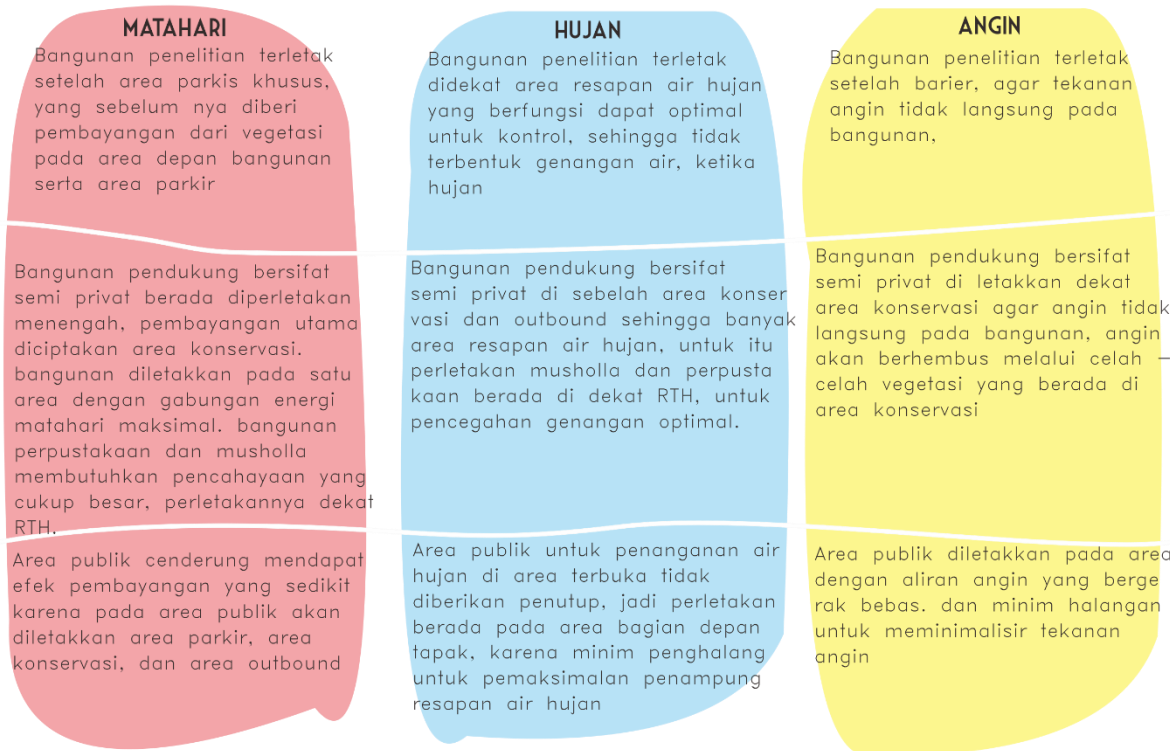 MATAHARI
Bangunan penelitian terletak
setelah area parkis khusus,
yang sebelum nya diberi
pembayangan dari vegetasi
pada area depan bangunan
serta area parkir
Bangunan pendukung bersifat
semi privat berada diperletakan
menengah, pembayangan utama
diciptakan area konservasi.
bangunan diletakkan pada satu
area dengan gabungan energi
matahari maksimal. bangunan
perpustakaan dan musholla
membutuhkan pencahayaan yang
cukup besar, perletakannya dekat
RTH.
Area publik cenderung mendapat
efek pembayangan yang sedikit
karena pada area publik akan
diletakkan area parkir, area
konservasi, dan area outbound
HUJAN
Bangunan penelitian terletak
didekat area resapan air hujan
yang berfungsi dapat optimal
untuk kontrol, sehingga tidak
terbentuk genangan air, ketika
hujan
Bangunan pendukung bersifat
semi privat di sebelah area konser
vasi dan outbound sehingga banyak
area resapan air hujan, untuk itu
perletakan musholla dan perpusta
kaan berada di dekat RTH, untuk
pencegahan genangan optimal.
Area publik untuk penanganan air
hujan di area terbuka tidak
diberikan penutup, jadi perletakan
berada pada area bagian depan
tapak, karena minim penghalang
untuk pemaksimalan penampung
resapan air hujan
ANGIN
Bangunan penelitian terletak
setelah barier, agar tekanan
angin tidak langsung pada
bangunan,
Bangunan pendukung bersifat
semi privat di letakkan dekat
area konservasi agar angin tidak
langsung pada bangunan, angin
akan berhembus melalui celah –
celah vegetasi yang berada di
area konservasi
Area publik diletakkan pada area
dengan aliran angin yang berge
rak bebas. dan minim halangan
untuk meminimalisir tekanan
angin